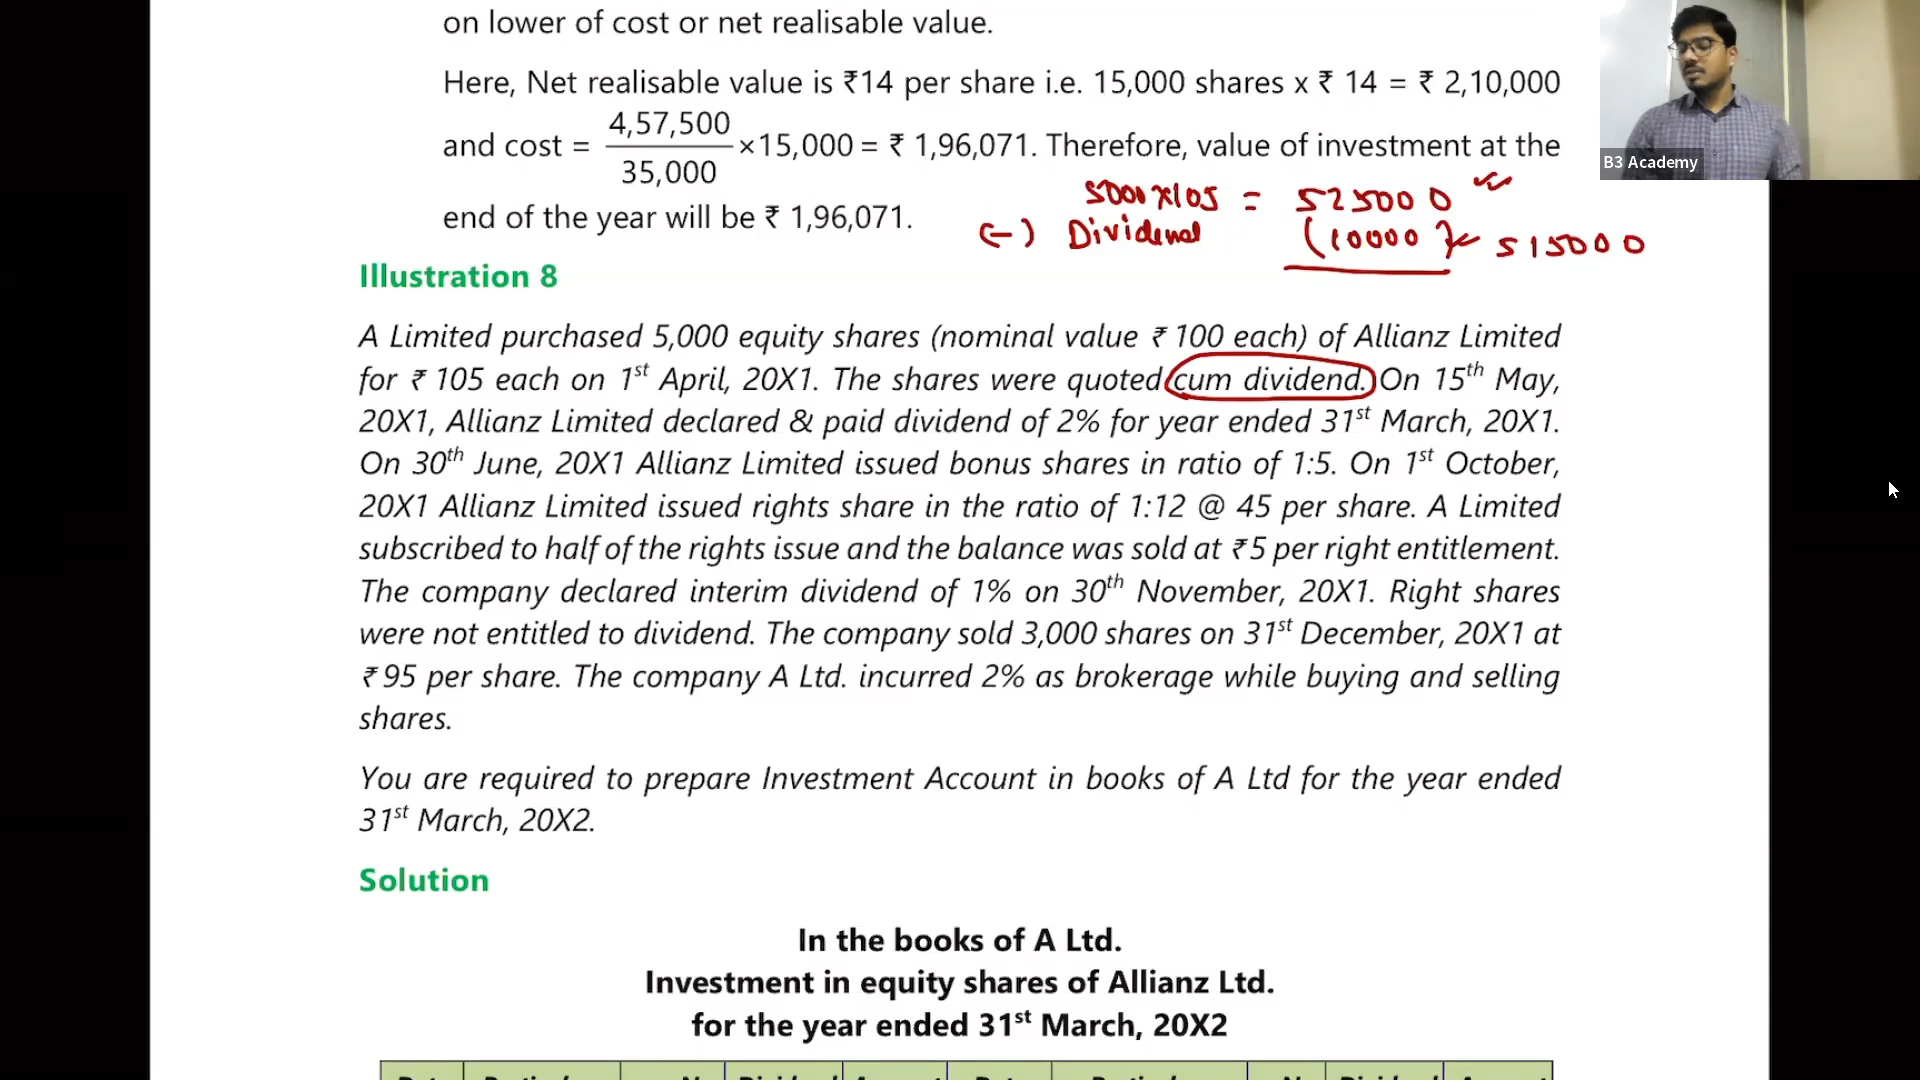 on lower of cost or net realisable value.
Here, Net realisable value is ₹14 per share i.e. 15,000 shares x ₹ 14 = ₹ 2,10,000
and cost = 4,57,500/35,000 ×15,000 = ₹ 1,96,071. Therefore, value of investment at the
B3 Academy
5000x105 = 525000
end of the year will be ₹ 1,96,071.
(-) Dividend (10000) 515000
Illustration 8
A Limited purchased 5,000 equity shares (nominal value ₹ 100 each) of Allianz Limited
for ₹ 105 each on 1st April, 20X1. The shares were quoted cum dividend. On 15th May,
20X1, Allianz Limited declared & paid dividend of 2% for year ended 31st March, 20X1.
On 30th June, 20X1 Allianz Limited issued bonus shares in ratio of 1:5. On 1st October,
20X1 Allianz Limited issued rights share in the ratio of 1:12 @ 45 per share. A Limited
subscribed to half of the rights issue and the balance was sold at ₹ 5 per right entitlement.
The company declared interim dividend of 1% on 30th November, 20X1. Right shares
were not entitled to dividend. The company sold 3,000 shares on 31st December, 20X1 at
₹ 95 per share. The company A Ltd. incurred 2% as brokerage while buying and selling
shares.
You are required to prepare Investment Account in books of A Ltd for the year ended
31st March, 20X2.
Solution
In the books of A Ltd.
Investment in equity shares of Allianz Ltd.
for the year ended 31st March, 20X2